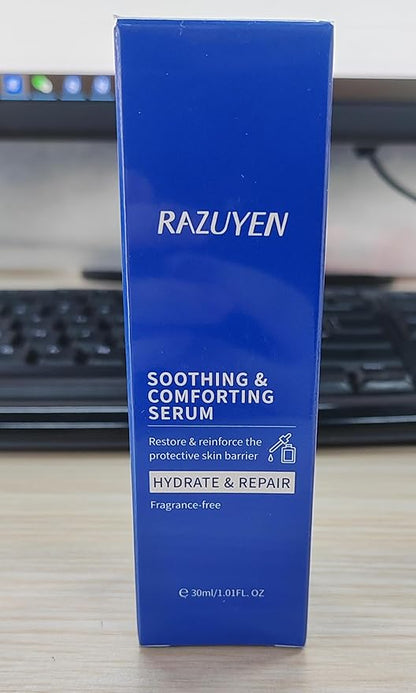 RAZUYEN
SOOTHING &
COMFORTING
SERUM
Restore & reinforce the
protective skin barrier
HYDRATE & REPAIR
Fragrance-free
℮ 30ml/1.01FL. OZ